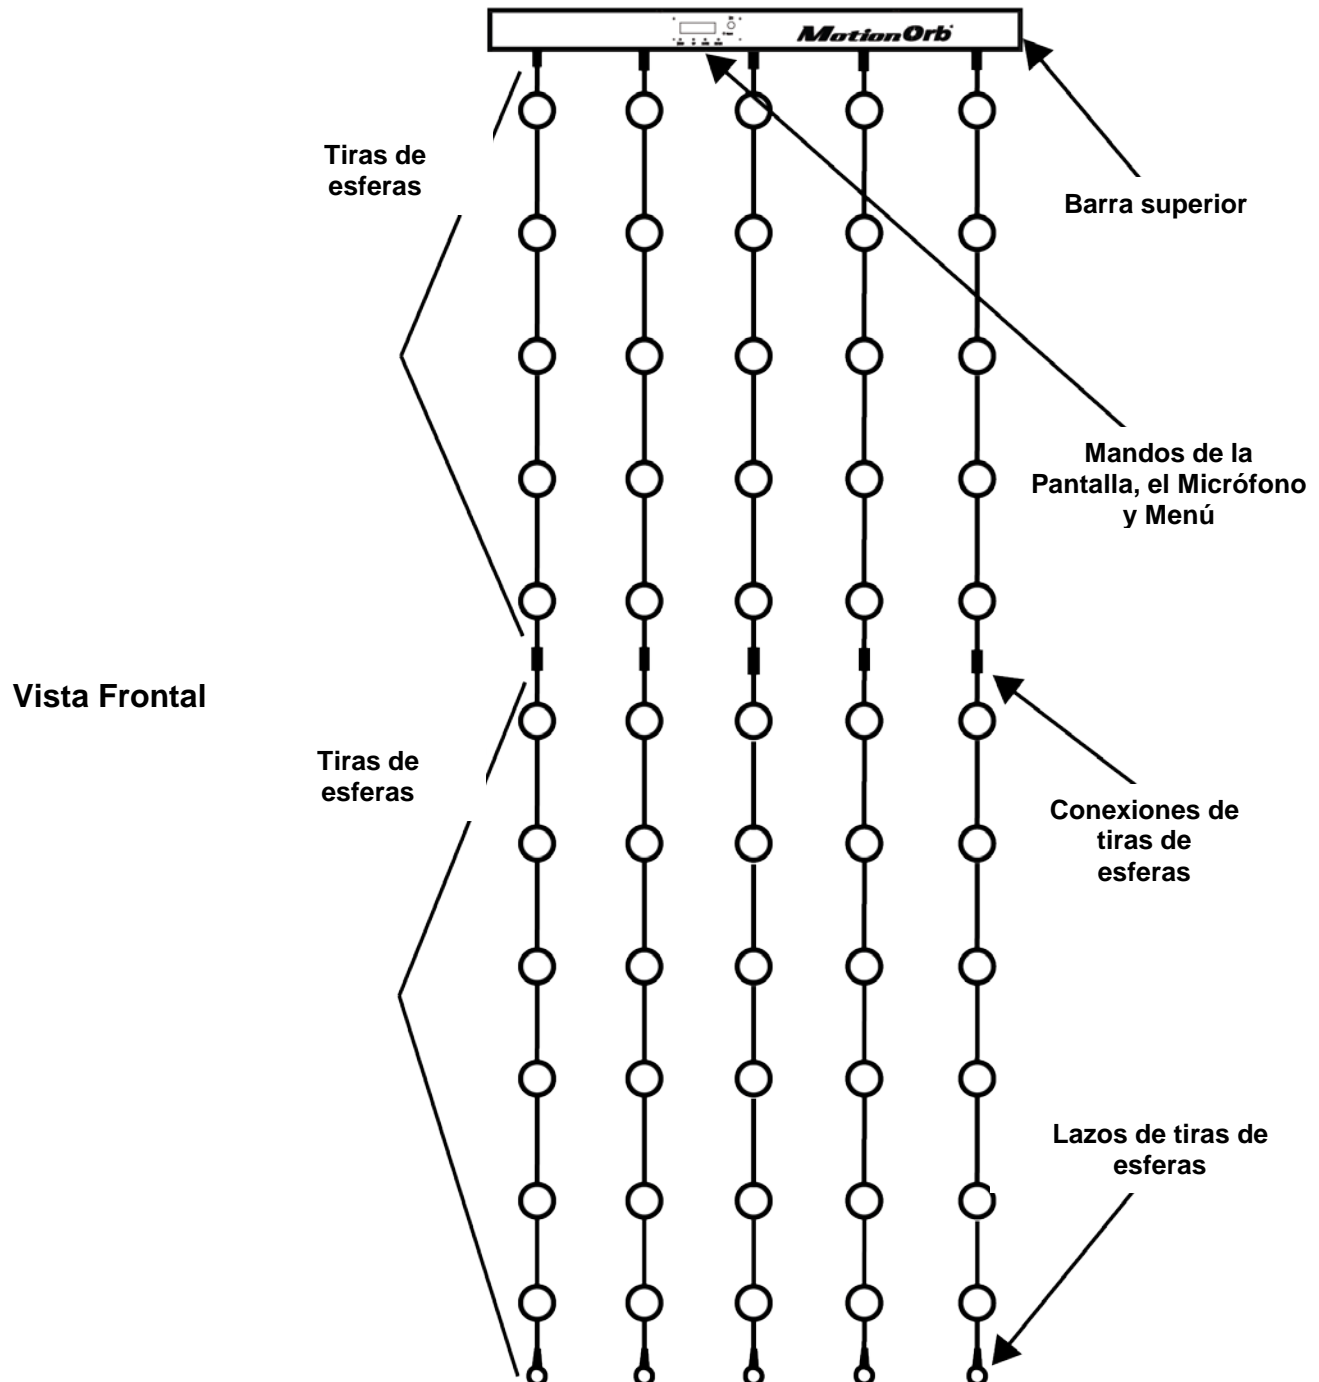 MotionOrb
Tiras de
esferas
Barra superior
Mandos de la
Pantalla, el Micrófono
y Menú
Vista Frontal
Tiras de
esferas
Conexiones de
tiras de
esferas
Lazos de tiras de
esferas